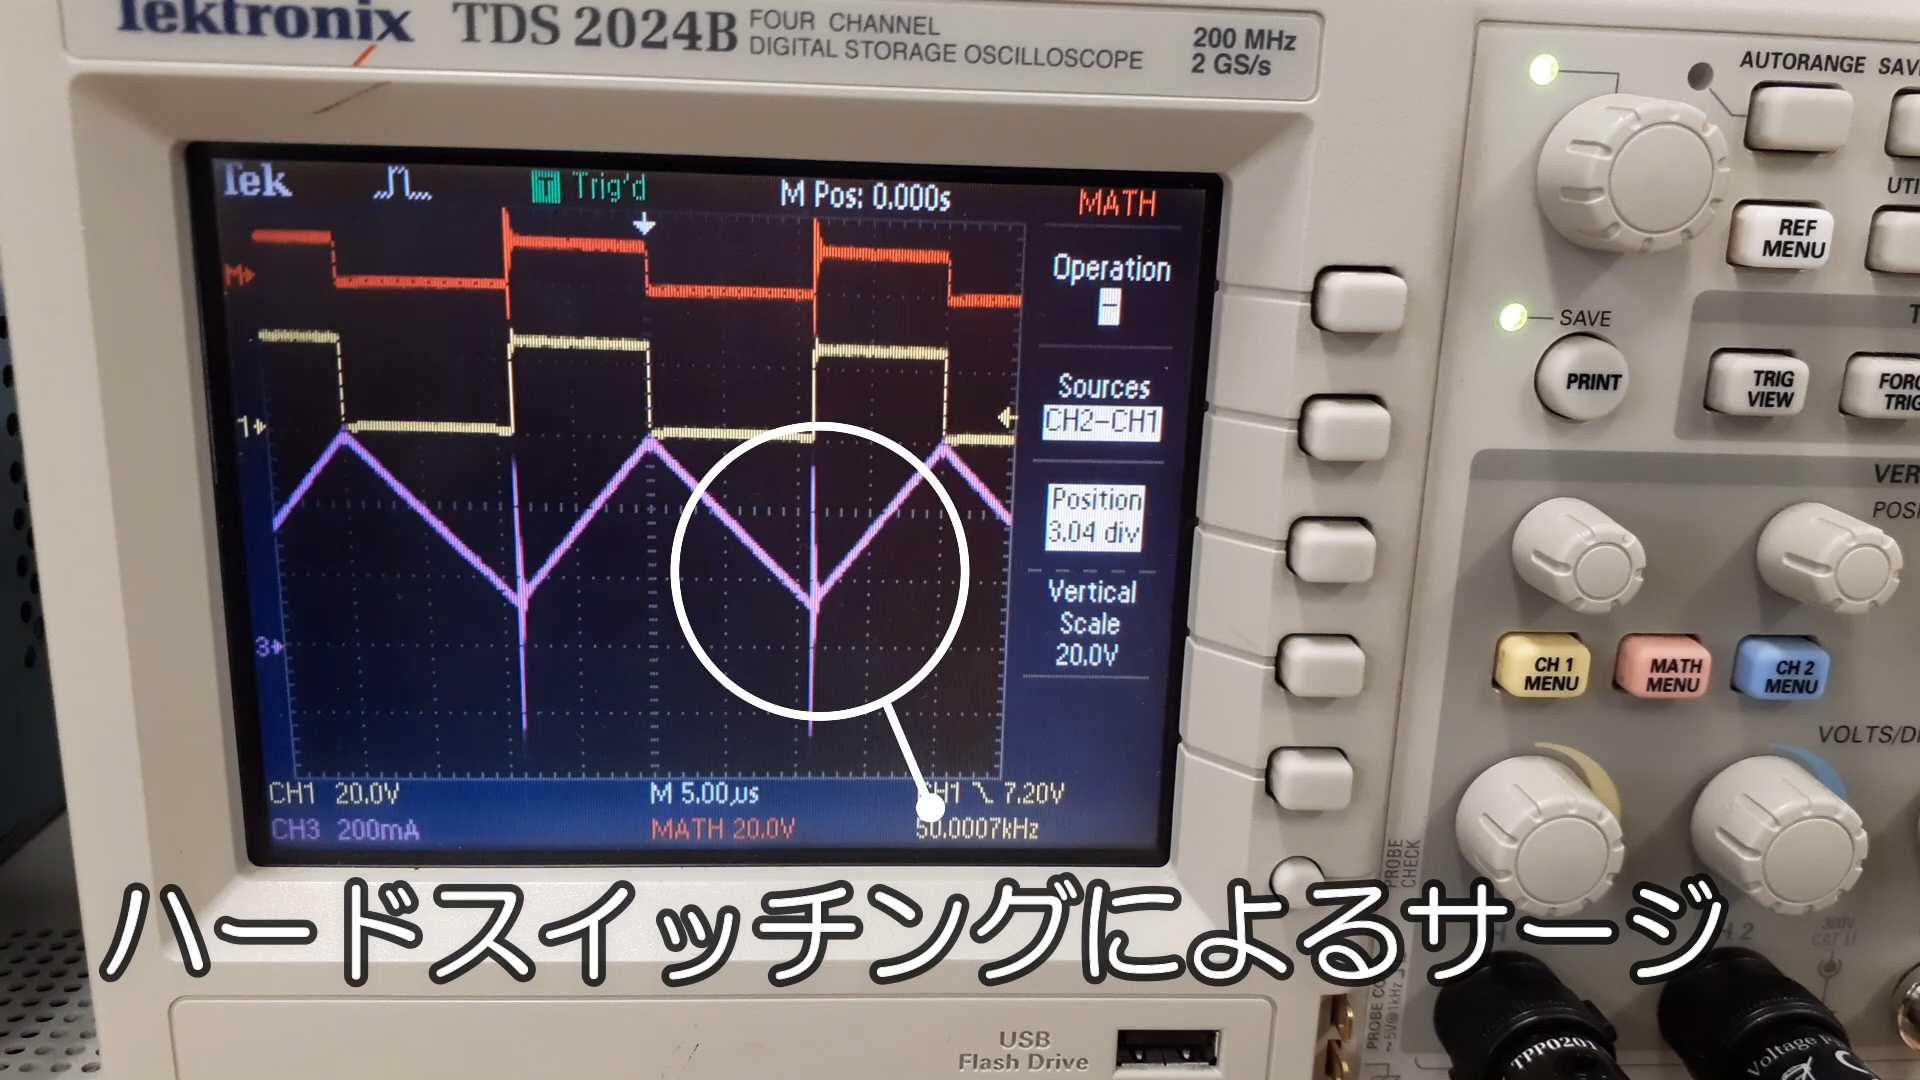 Tektronix TDS 2024B FOUR CHANNEL
DIGITAL STORAGE OSCILLOSCOPE
200 MHz
2 GS/s
AUTORANGE
REF
MENU
SAVE
PRINT
TRIG
VIEW
Tek
T Trig'd
M Pos: 0.000s
MATH
Operation
−
Sources
CH2-CH1
Position
3.04 div
Vertical
Scale
20.0V
M
1
3
CH1 20.0V
M 5.00µs
7.20V
CH3 200mA
MATH 20.0V
50.0007kHz
CH 1
MENU
MATH
MENU
CH 2
MENU
PROBE
CHECK
ハードスイッチングによるサージ
USB
Flash Drive
TPP0201
Voltage